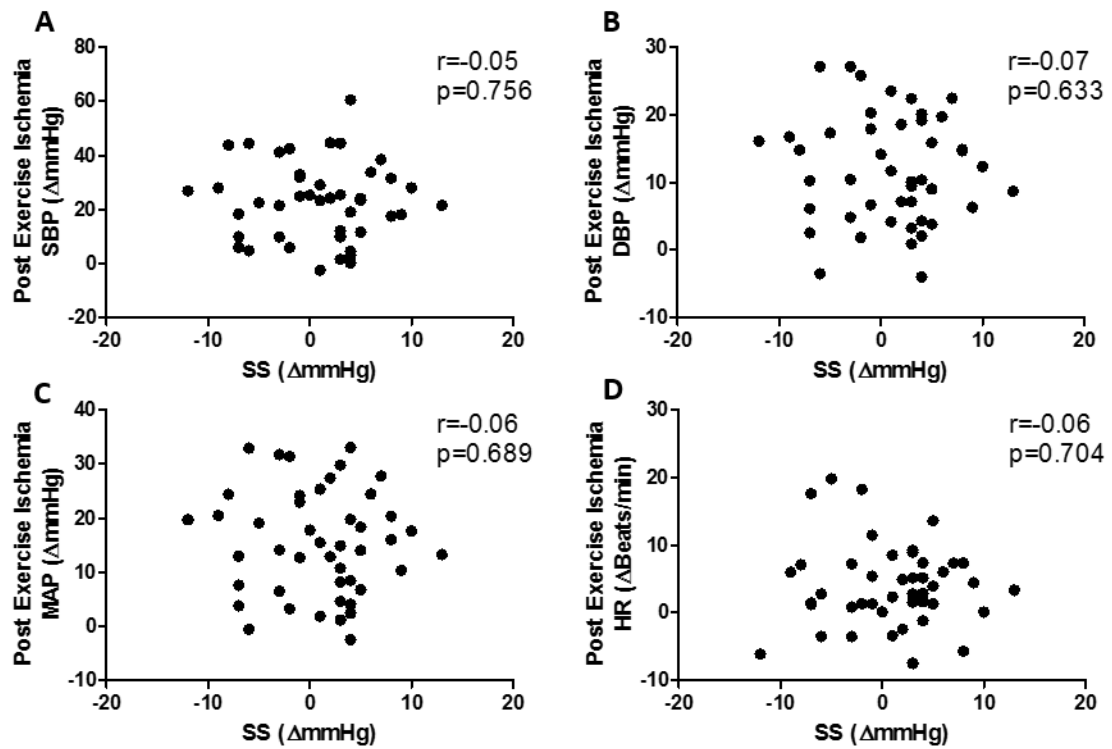 A
Post Exercise Ischemia
SBP (ΔmmHg)
80
60
40
20
0
-20
-20 -10 0 10 20
SS (ΔmmHg)
r=-0.05
p=0.756
B
Post Exercise Ischemia
DBP (ΔmmHg)
30
20
10
0
-10
-20 -10 0 10 20
SS (ΔmmHg)
r=-0.07
p=0.633
C
Post Exercise Ischemia
MAP (ΔmmHg)
40
30
20
10
0
-10
-20 -10 0 10 20
SS (ΔmmHg)
r=-0.06
p=0.689
D
Post Exercise Ischemia
HR (ΔBeats/min)
30
20
10
0
-10
-20 -10 0 10 20
SS (ΔmmHg)
r=-0.06
p=0.704